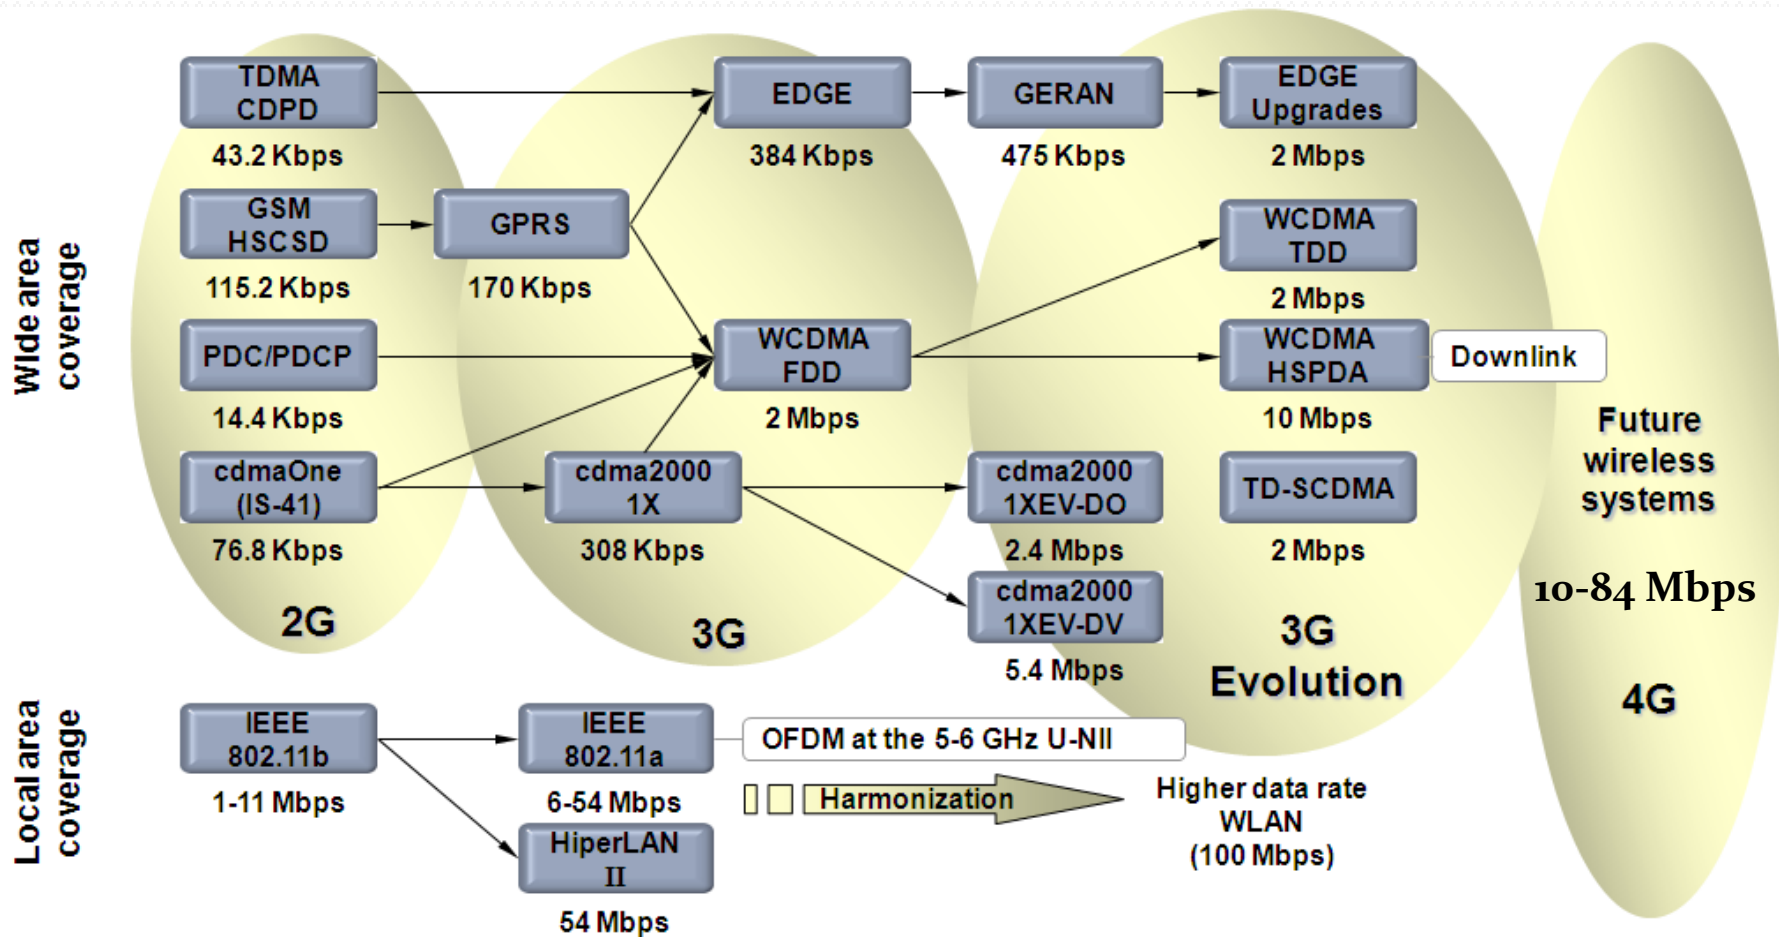 Wide area
coverage
TDMA
CDPD
43.2 Kbps
EDGE
384 Kbps
GERAN
475 Kbps
EDGE
Upgrades
2 Mbps
GSM
HSCSD
115.2 Kbps
GPRS
170 Kbps
WCDMA
TDD
2 Mbps
PDC/PDCP
14.4 Kbps
WCDMA
FDD
2 Mbps
WCDMA
HSPDA
10 Mbps
Downlink
cdmaOne
(IS-41)
76.8 Kbps
cdma2000
1X
308 Kbps
cdma2000
1XEV-DO
2.4 Mbps
TD-SCDMA
2 Mbps
cdma2000
1XEV-DV
5.4 Mbps
2G
3G
3G
Evolution
Future
wireless
systems
10-84 Mbps
4G
Local area
coverage
IEEE
802.11b
1-11 Mbps
IEEE
802.11a
6-54 Mbps
OFDM at the 5-6 GHz U-NII
Harmonization
Higher data rate
WLAN
(100 Mbps)
HiperLAN
II
54 Mbps